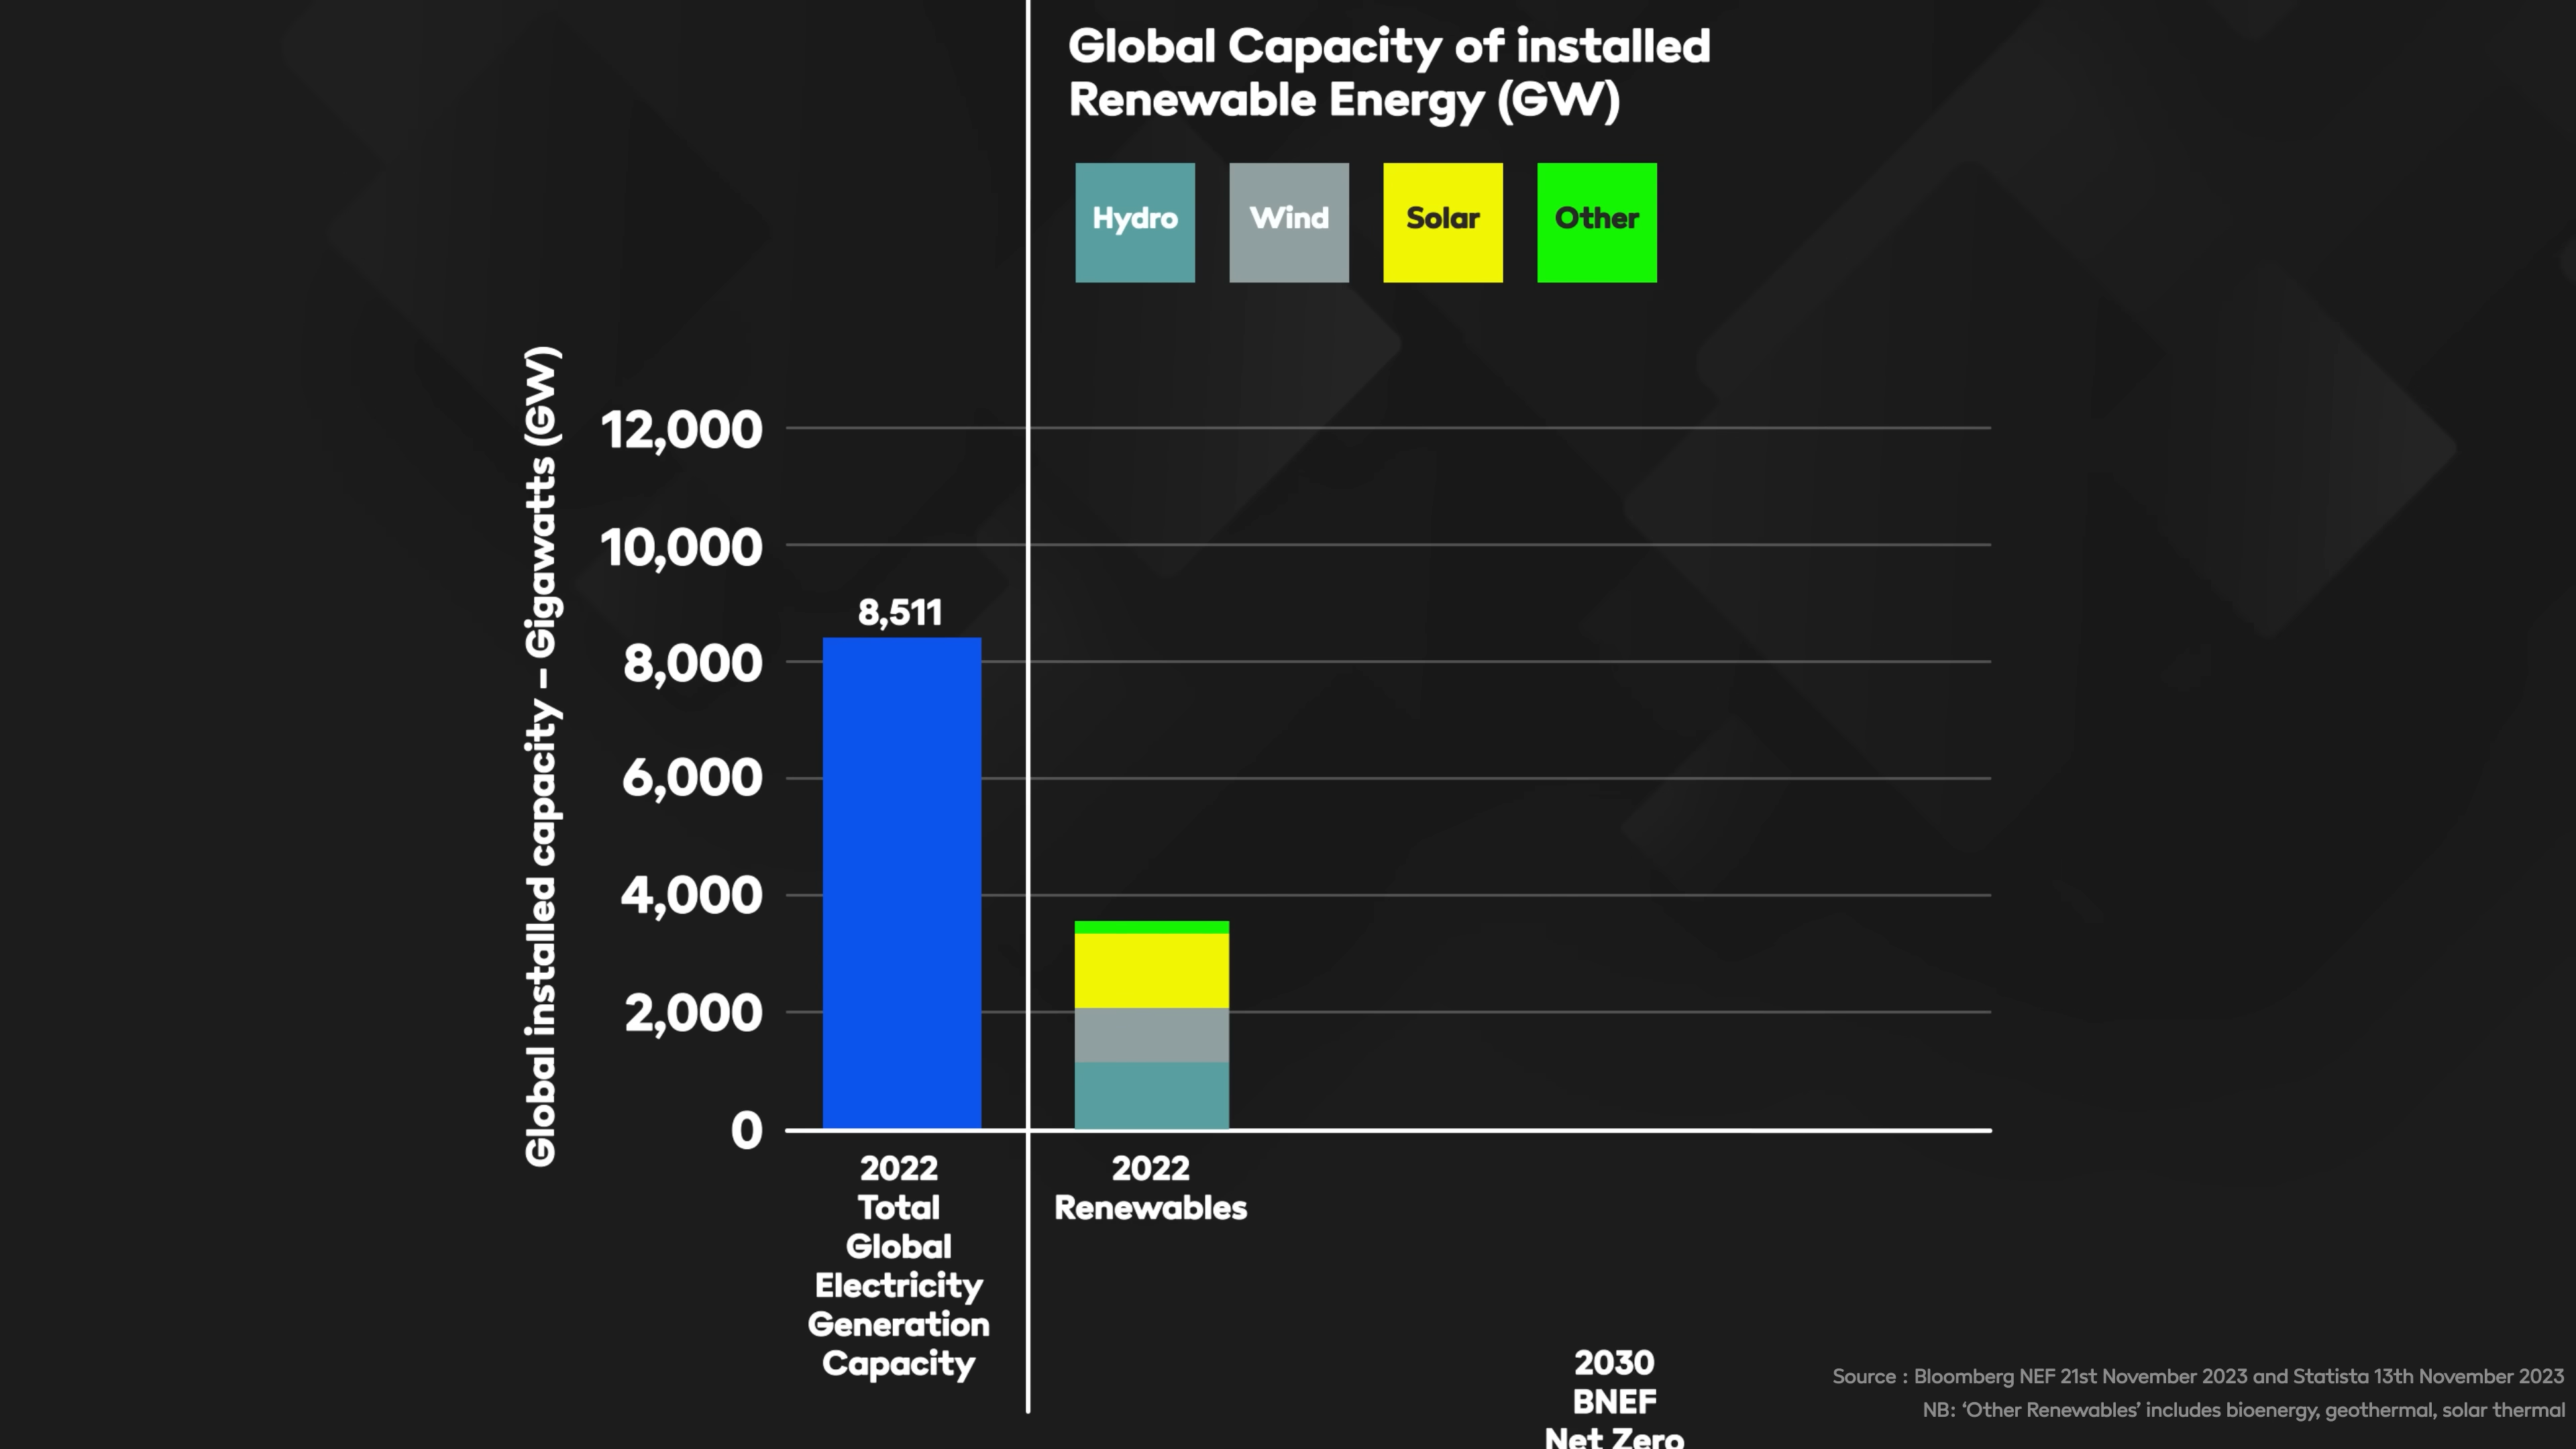 Global Capacity of installed
Renewable Energy (GW)
Hydro
Wind
Solar
Other
Global installed capacity – Gigawatts (GW)
12,000
10,000
8,000
6,000
4,000
2,000
0
8,511
2022
Total
Global
Electricity
Generation
Capacity
2022
Renewables
2030
BNEF
Net Zero
Source : Bloomberg NEF 21st November 2023 and Statista 13th November 2023
NB: ‘Other Renewables’ includes bioenergy, geothermal, solar thermal